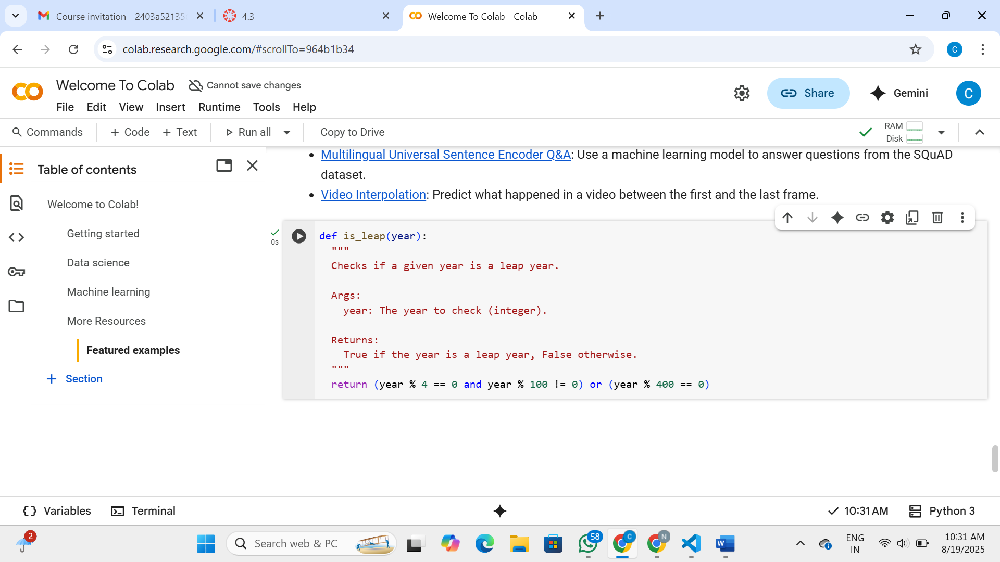 Course invitation - 2403a52135
4.3
Welcome To Colab - Colab
colab.research.google.com/#scrollTo=964b1b34
C
Welcome To Colab
Cannot save changes
File Edit View Insert Runtime Tools Help
Share
Gemini
C
Commands
+ Code + Text
Run all
Copy to Drive
RAM
Disk
Table of contents
Welcome to Colab!
Getting started
Data science
Machine learning
More Resources
Featured examples
+ Section
• Multilingual Universal Sentence Encoder Q&A: Use a machine learning model to answer questions from the SQuAD
dataset.
• Video Interpolation: Predict what happened in a video between the first and the last frame.
0s
def is_leap(year):
"""
Checks if a given year is a leap year.
Args:
year: The year to check (integer).
Returns:
True if the year is a leap year, False otherwise.
"""
return (year % 4 == 0 and year % 100 != 0) or (year % 400 == 0)
{} Variables
Terminal
10:31 AM
Python 3
2
Search web & PC
58
C
N
W
ENG
IN
10:31 AM
8/19/2025